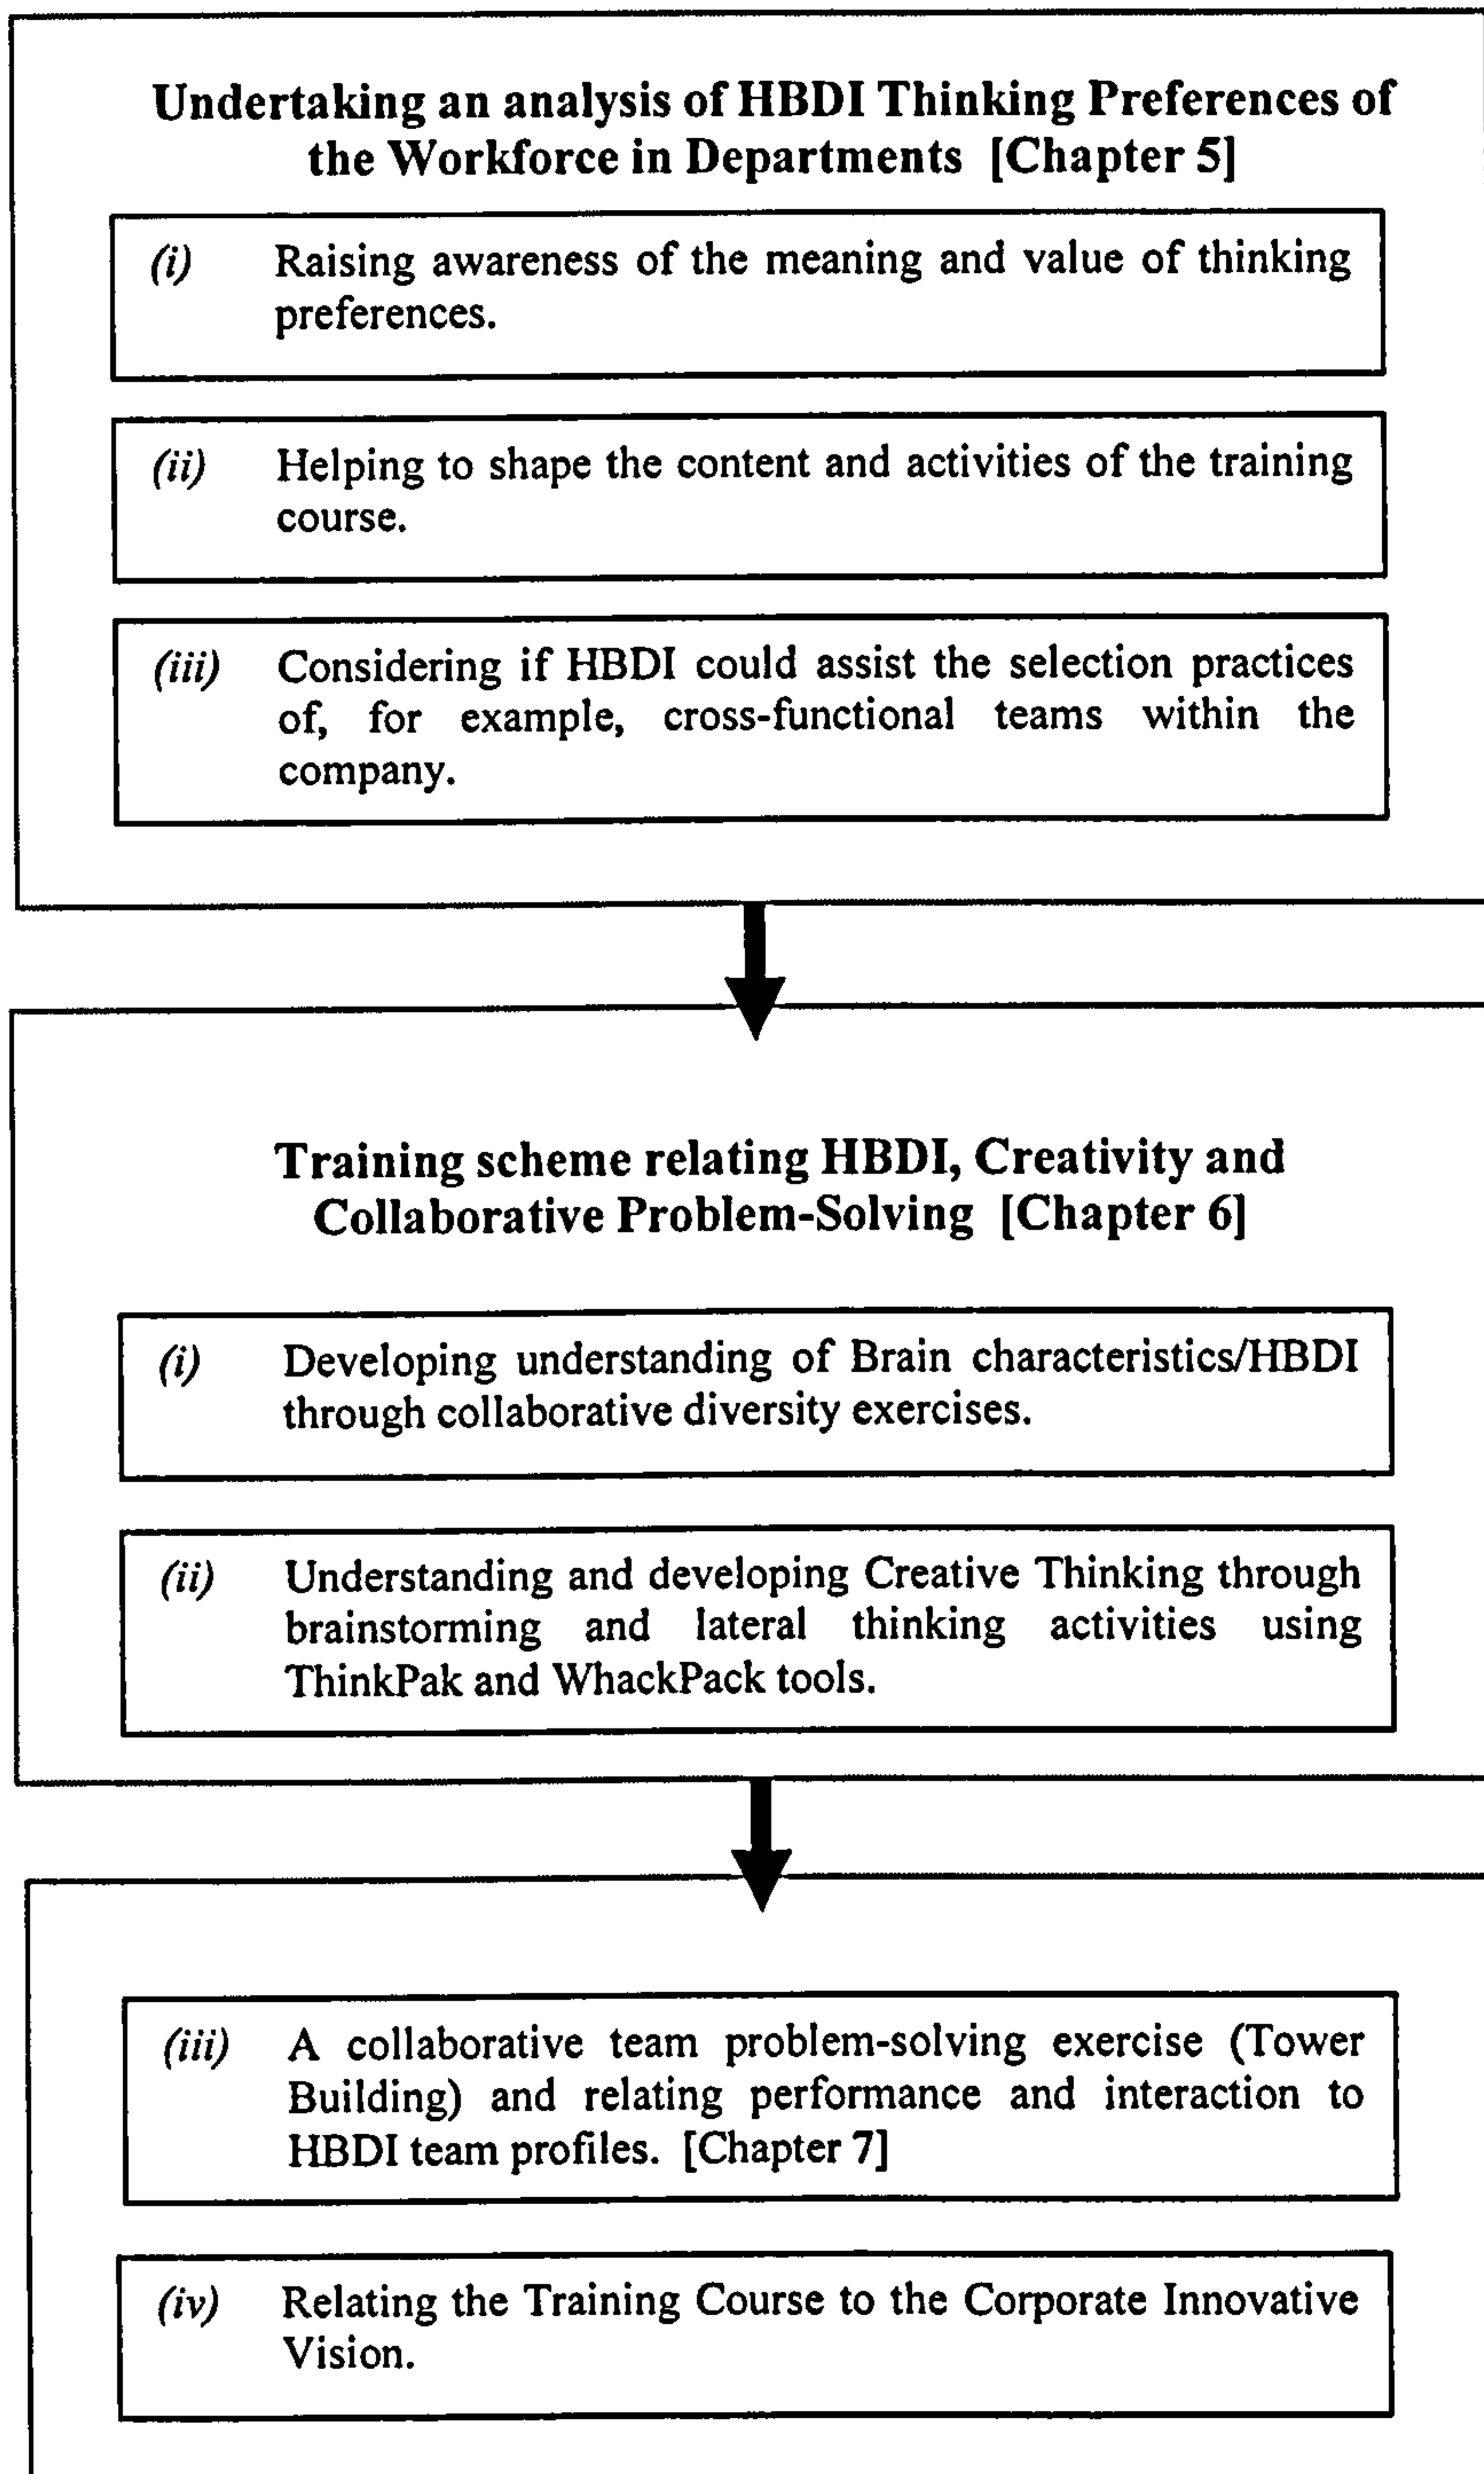 Undertaking an analysis of HBDI Thinking Preferences of
the Workforce in Departments [Chapter 5]
(i) Raising awareness of the meaning and value of thinking
preferences.
(ii) Helping to shape the content and activities of the training
course.
(iii) Considering if HBDI could assist the selection practices
of, for example, cross-functional teams within the
company.
Training scheme relating HBDI, Creativity and
Collaborative Problem-Solving [Chapter 6]
(i) Developing understanding of Brain characteristics/HBDI
through collaborative diversity exercises.
(ii) Understanding and developing Creative Thinking through
brainstorming and lateral thinking activities using
ThinkPak and WhackPack tools.
(iii) A collaborative team problem-solving exercise (Tower
Building) and relating performance and interaction to
HBDI team profiles. [Chapter 7]
(iv) Relating the Training Course to the Corporate Innovative
Vision.